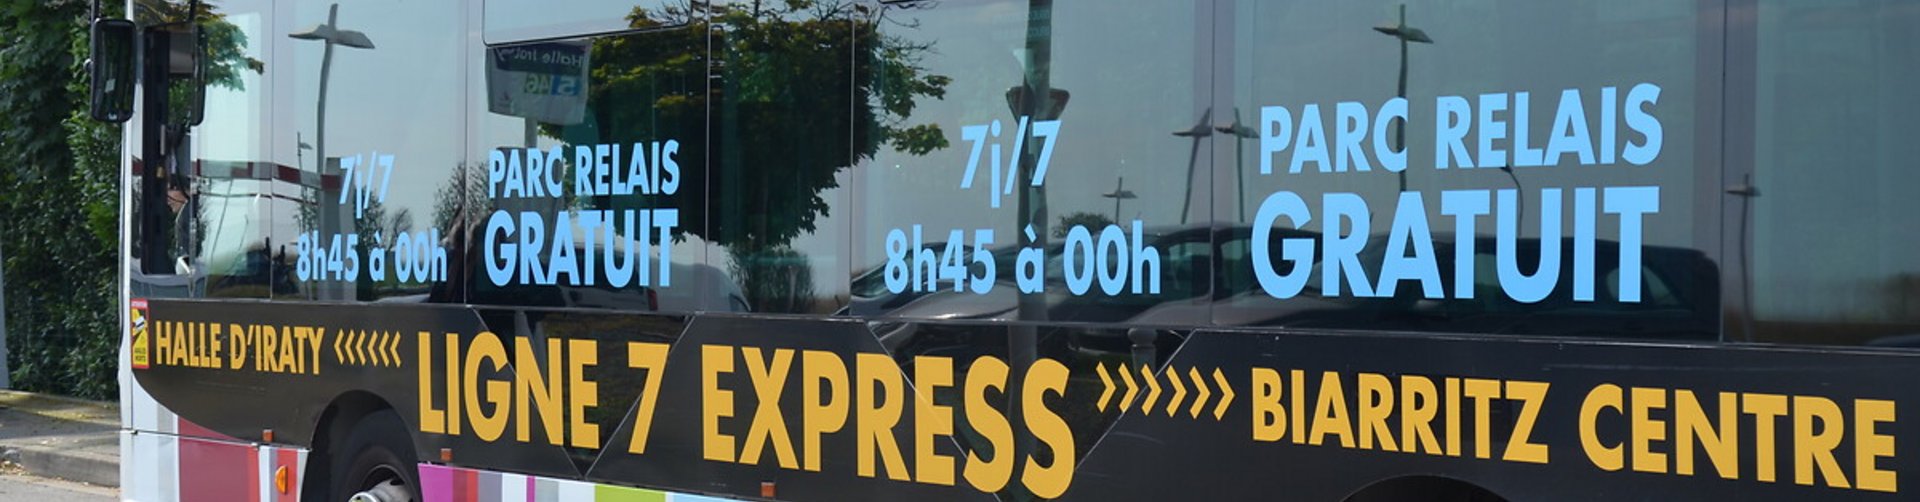 7j/7
8h45 à 00h
PARC RELAIS
GRATUIT
7j/7
8h45 à 00h
PARC RELAIS
GRATUIT
HALLE D'IRATY <<<<<< LIGNE 7 EXPRESS >>>>>> BIARRITZ CENTRE